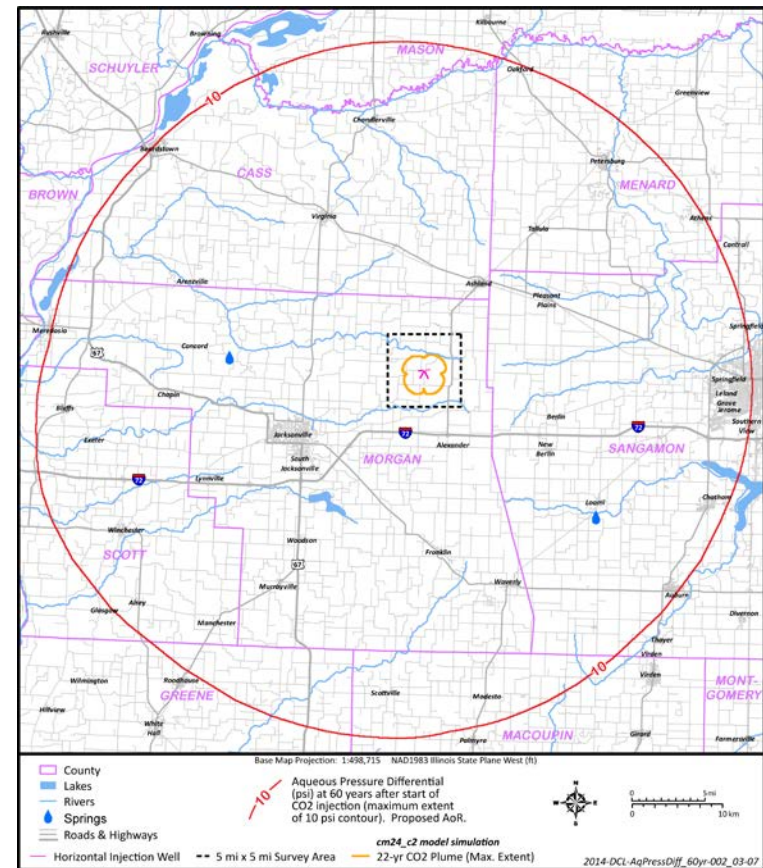 Rushville
Browning
Kilbourne
MASON
SCHUYLER
Oakford
10
Greenview
Chandlerville
Beardstown
Petersburg
CASS
MENARD
BROWN
Virginia
Athens
Tallula
Cantrall
Arenzville
Ashland
Pleasant
Plains
Meredosia
Springfield
Concord
67
Springfield
Chapin
Leland
Grove
Jerome
Bluffs
Berlin
Southern
View
72
72
Jacksonville
Exeter
New
Berlin
SANGAMON
South
Jacksonville
MORGAN
Alexander
72
Lynnville
Loami
Chatham
Winchester
Woodson
SCOTT
Franklin
67
Waverly
Murrayville
Auburn
Alsey
Glasgow
Divernon
Manchester
Thayer
Virden
10
Wilmington
Roodhouse
Virden
MONT-
GOMERY
GREENE
Scottville
Modesto
Hillview
White
Hall
MACOUPIN
Girard
Palmyra
Farmersville
Base Map Projection: 1:498,715 NAD1983 Illinois State Plane West (ft)
County
Lakes
Rivers
Springs
Roads & Highways
10
Aqueous Pressure Differential
(psi) at 60 years after start of
CO2 injection (maximum extent
of 10 psi contour). Proposed AoR.
N
W E
S
0 5 mi
0 10 km
cm24_c2 model simulation
Horizontal Injection Well
5 mi x 5 mi Survey Area
22-yr CO2 Plume (Max. Extent)
2014-DCL-AqPressDiff_60yr-002_03-07